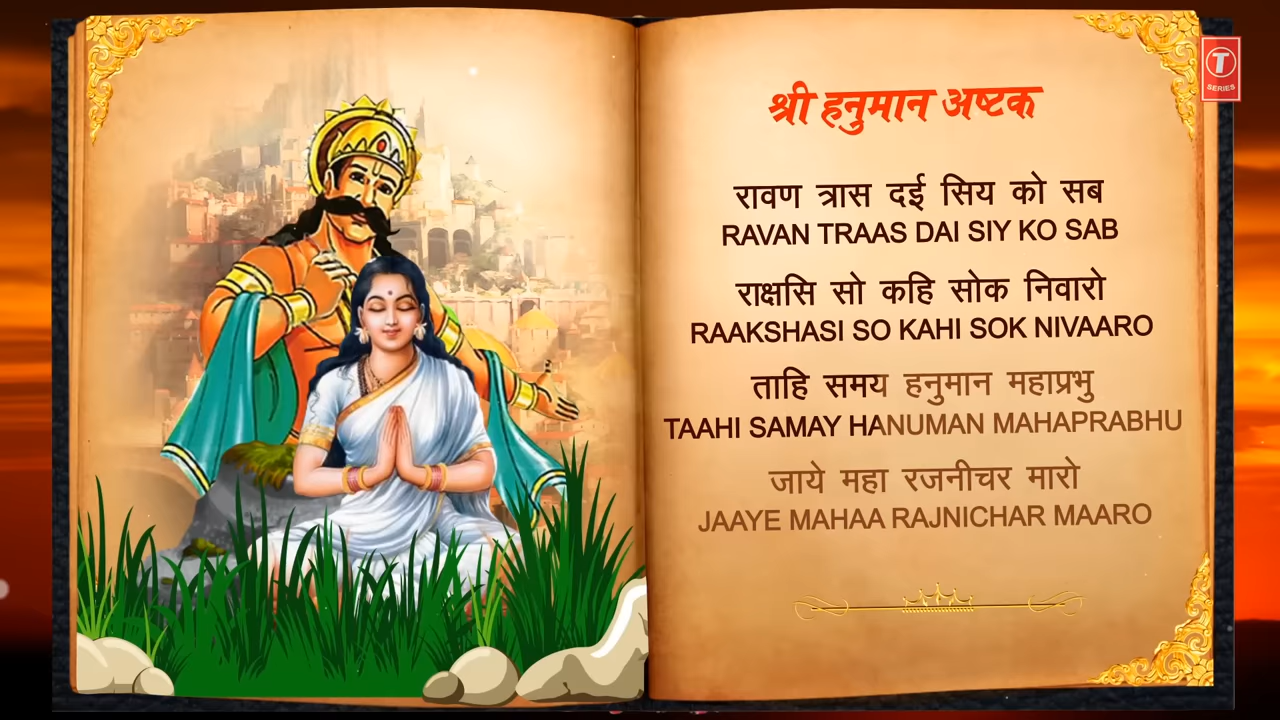 श्री हनुमान अष्टक
T
SERIES
रावण त्रास दई सिय को सब
RAVAN TRAAS DAI SIY KO SAB
राक्षसि सो कहि सोक निवारो
RAAKSHASI SO KAHI SOK NIVAARO
ताहि समय हनुमान महाप्रभु
TAAHI SAMAY HANUMAN MAHAPRABHU
जाये महा रजनीचर मारो
JAAYE MAHAA RAJNICHAR MAARO